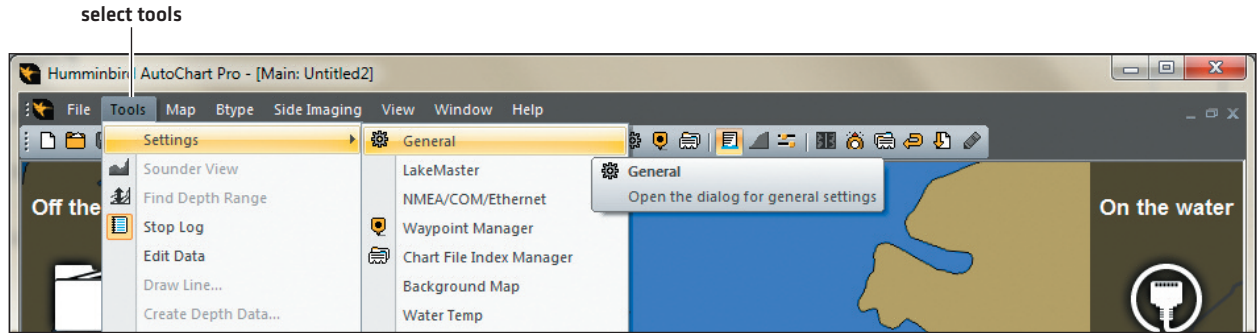 select tools
Humminbird AutoChart Pro - [Main: Untitled2]
File Tools Map Btype Side Imaging View Window Help
Settings
General
Sounder View
LakeMaster
General
Find Depth Range
NMEA/COM/Ethernet
Open the dialog for general settings
Off the
On the water
Stop Log
Waypoint Manager
Edit Data
Chart File Index Manager
Draw Line...
Background Map
Create Depth Data...
Water Temp